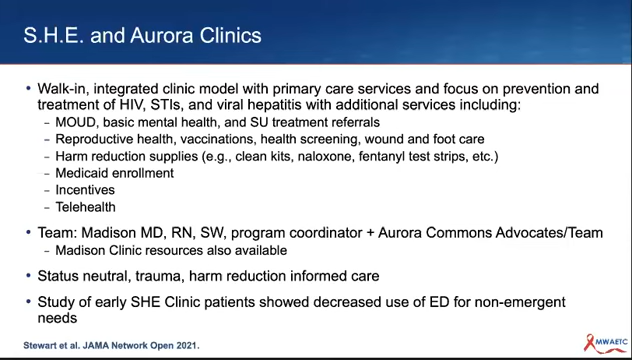 S.H.E. and Aurora Clinics
• Walk-in, integrated clinic model with primary care services and focus on prevention and
treatment of HIV, STIs, and viral hepatitis with additional services including:
– MOUD, basic mental health, and SU treatment referrals
– Reproductive health, vaccinations, health screening, wound and foot care
– Harm reduction supplies (e.g., clean kits, naloxone, fentanyl test strips, etc.)
– Medicaid enrollment
– Incentives
– Telehealth
• Team: Madison MD, RN, SW, program coordinator + Aurora Commons Advocates/Team
– Madison Clinic resources also available
• Status neutral, trauma, harm reduction informed care
• Study of early SHE Clinic patients showed decreased use of ED for non-emergent
needs
Stewart et al. JAMA Network Open 2021.
MWAETC